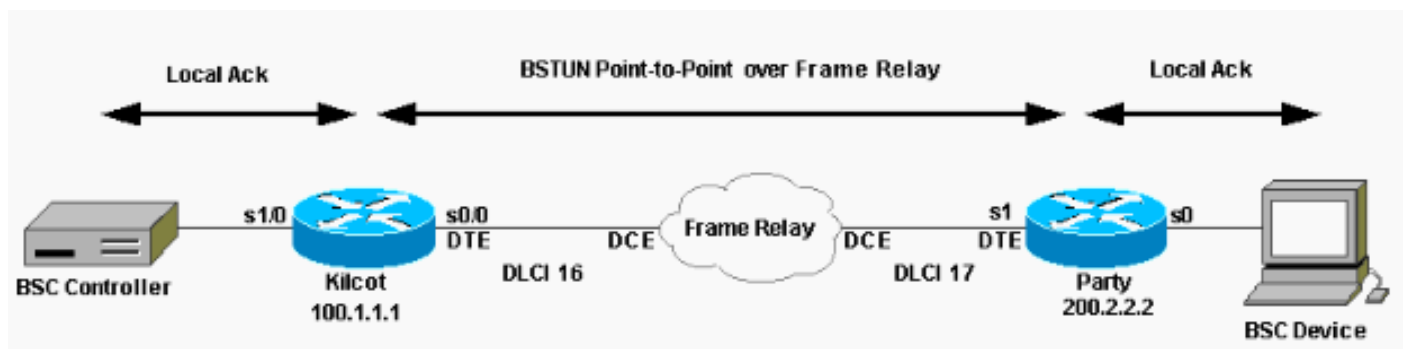 Local Ack
BSTUN Point-to-Point over Frame Relay
Local Ack
s1/0
s0/0
DTE
DCE
Frame Relay
DCE
s1
DTE
s0
DLCI 16
DLCI 17
BSC Controller
Kilcot
100.1.1.1
Party
200.2.2.2
BSC Device